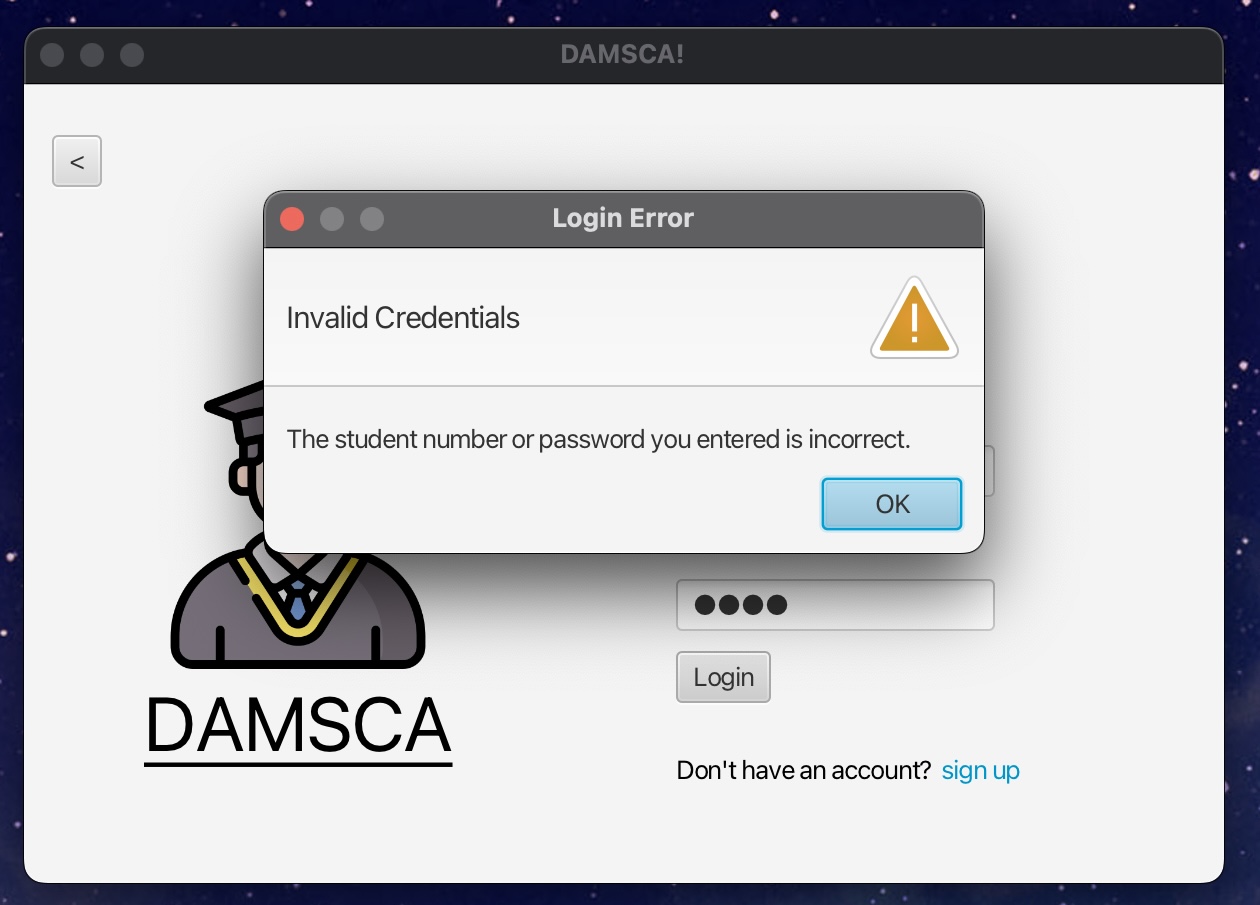 DAMSCA!
<
Login Error
Invalid Credentials
The student number or password you entered is incorrect.
OK
Login
DAMSCA
Don't have an account? sign up